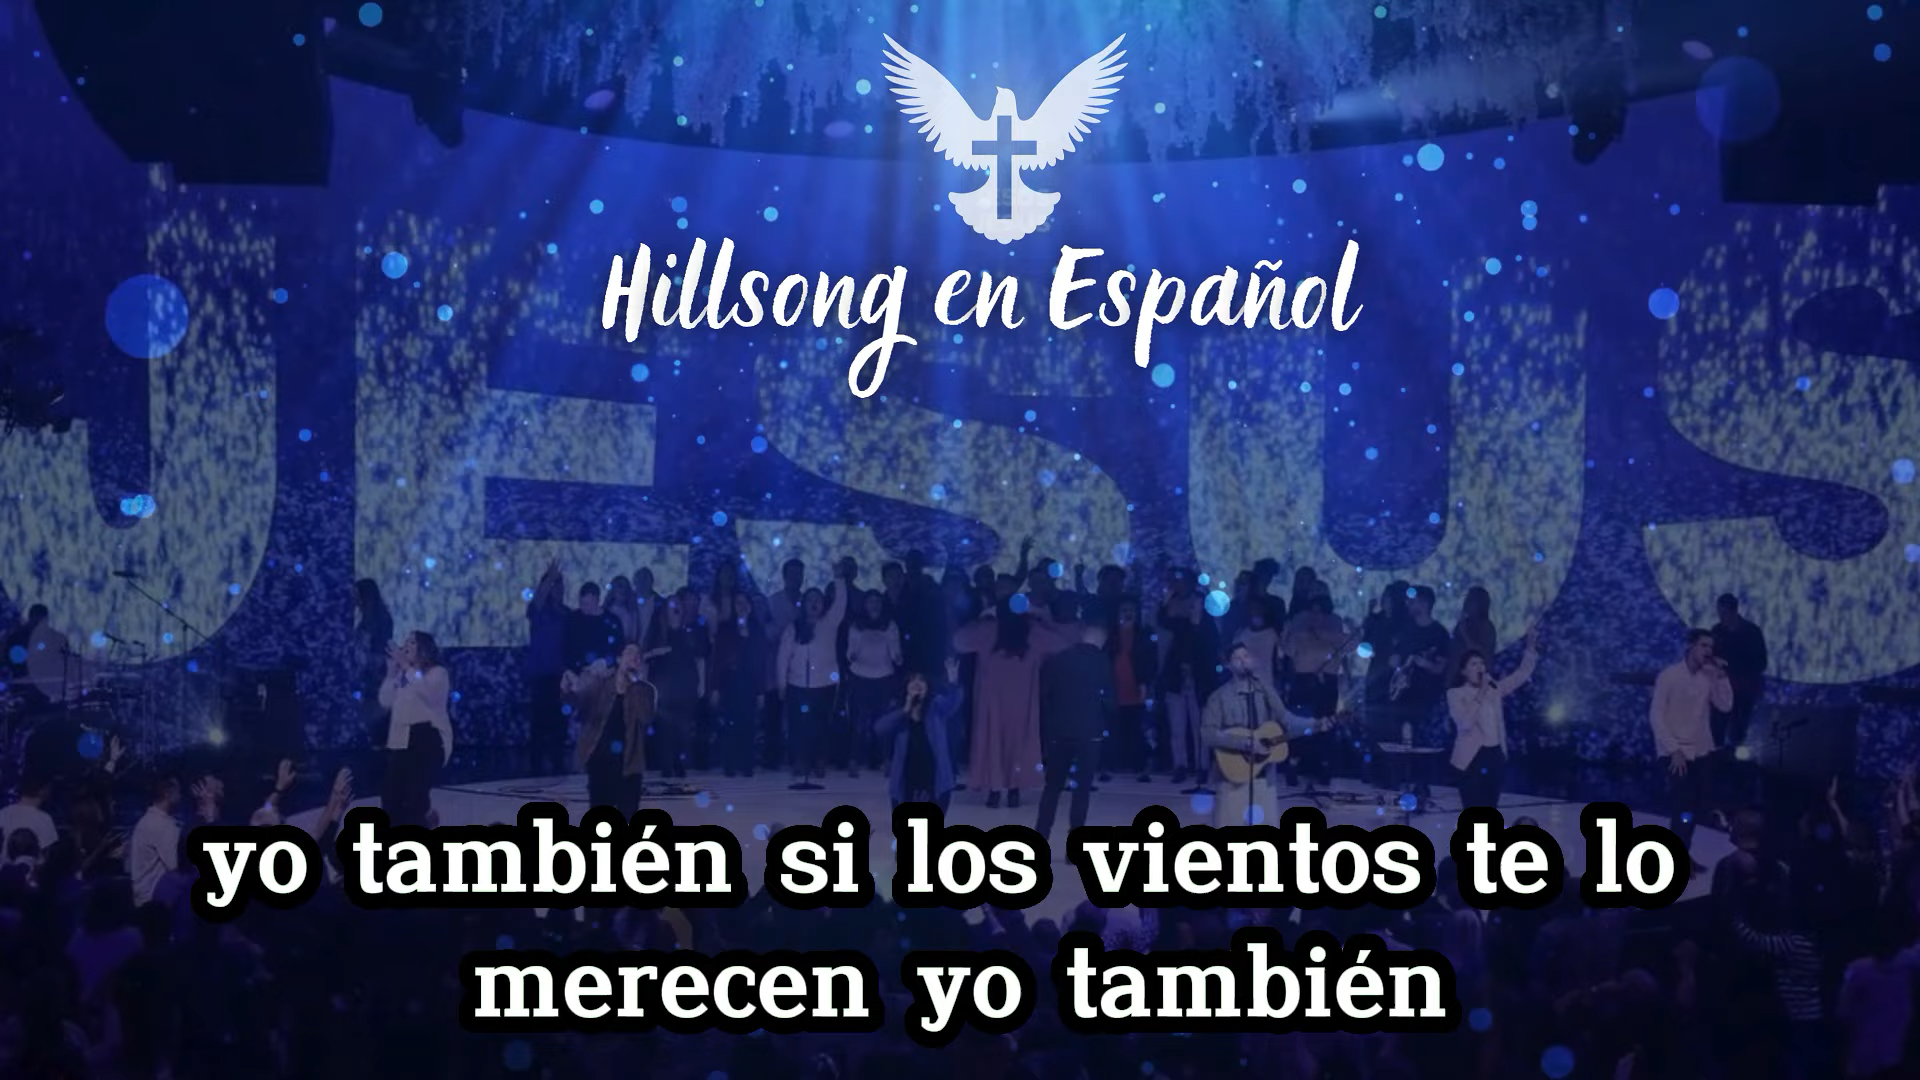 Hillsong en Español
JESUS
yo también si los vientos te lo
merecen yo también